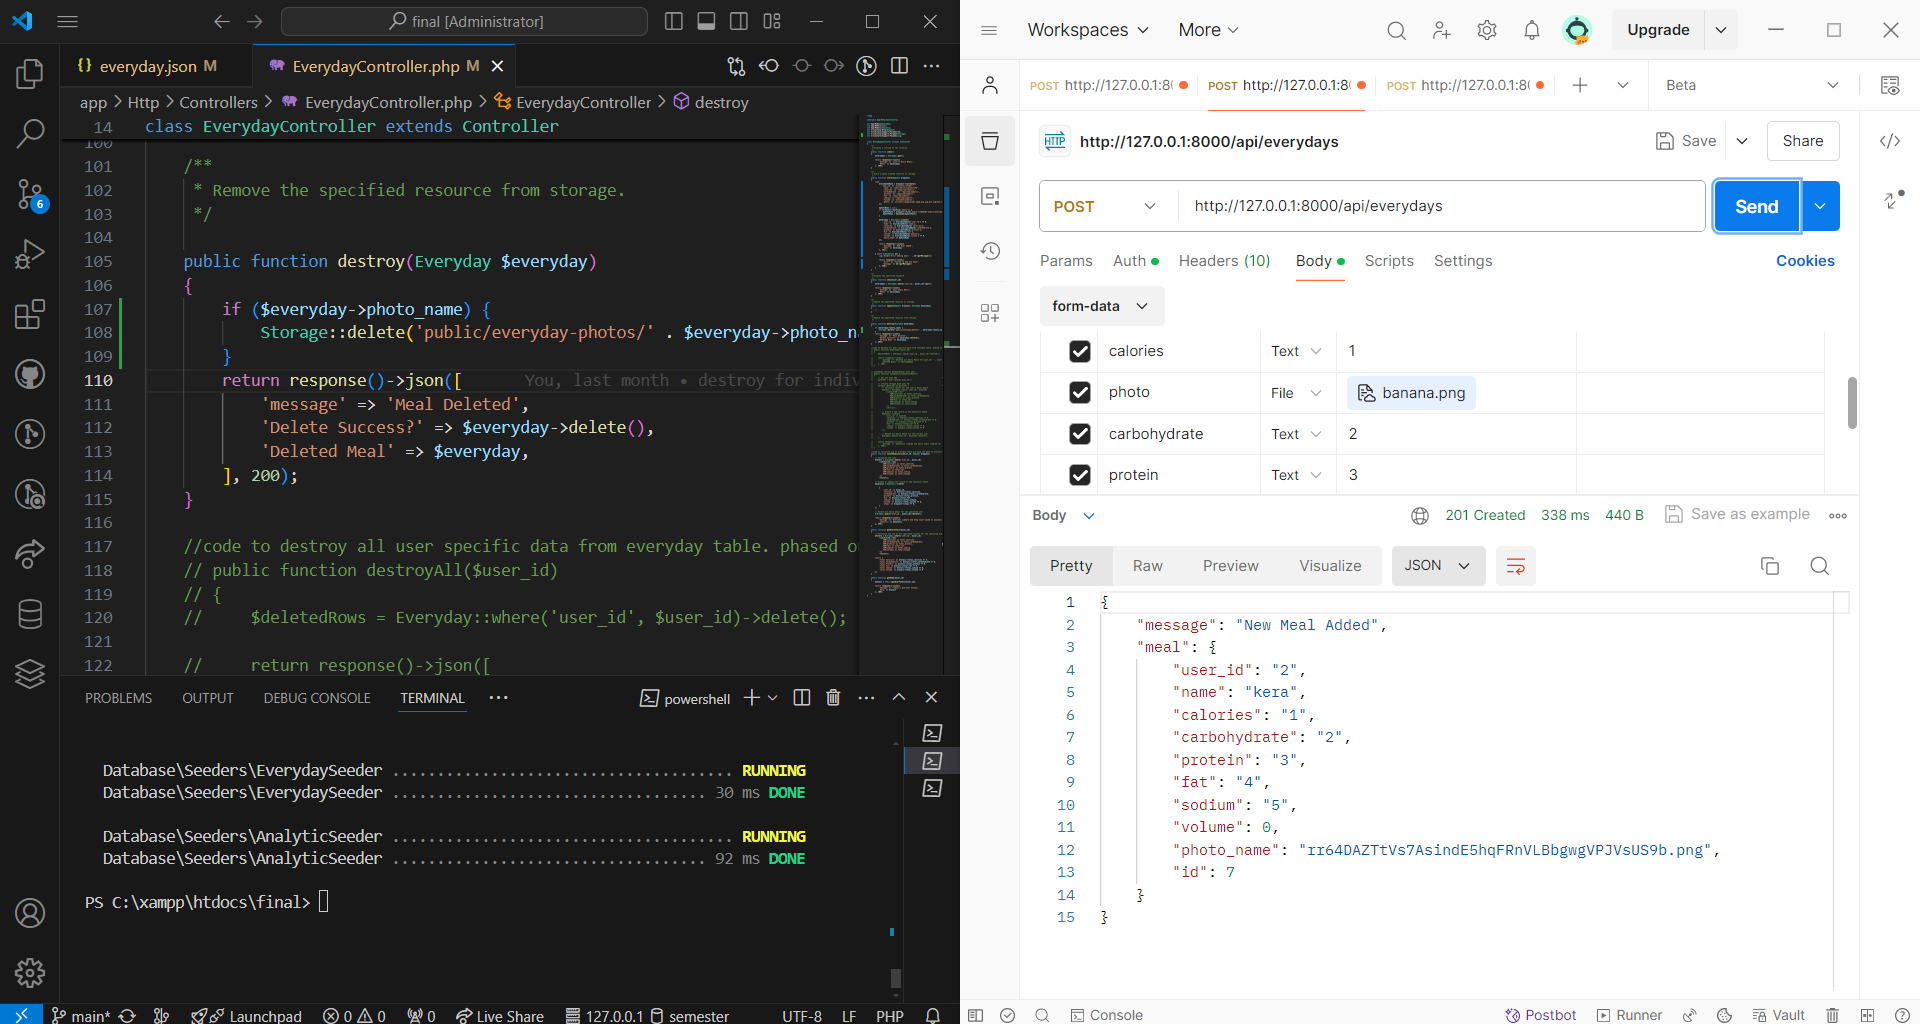 final [Administrator]
everyday.json M
EverydayController.php M
app > Http > Controllers > EverydayController.php > EverydayController > destroy
14 class EverydayController extends Controller
100
101 /**
102 * Remove the specified resource from storage.
103 */
104
105 public function destroy(Everyday $everyday)
106 {
107 if ($everyday->photo_name) {
108 Storage::delete('public/everyday-photos/' . $everyday->photo_na
109 }
110 return response()->json([ You, last month • destroy for indiv
111 'message' => 'Meal Deleted',
112 'Delete Success?' => $everyday->delete(),
113 'Deleted Meal' => $everyday,
114 ], 200);
115 }
116
117 //code to destroy all user specific data from everyday table. phased ou
118 // public function destroyAll($user_id)
119 // {
120 // $deletedRows = Everyday::where('user_id', $user_id)->delete();
121
122 // return response()->json([
PROBLEMS OUTPUT DEBUG CONSOLE TERMINAL
powershell
Database\Seeders\EverydaySeeder ................................... RUNNING
Database\Seeders\EverydaySeeder ................................ 30 ms DONE
Database\Seeders\AnalyticSeeder ................................... RUNNING
Database\Seeders\AnalyticSeeder ................................ 92 ms DONE
PS C:\xampp\htdocs\final>
6
main* Launchpad 0 0 0 Live Share 127.0.0.1 semester UTF-8 LF PHP
Workspaces More Upgrade
POST http://127.0.0.1:8( POST http://127.0.0.1:8( POST http://127.0.0.1:8( Beta
HTTP http://127.0.0.1:8000/api/everydays Save Share
POST http://127.0.0.1:8000/api/everydays Send
Params Auth Headers (10) Body Scripts Settings Cookies
form-data
calories Text 1
photo File banana.png
carbohydrate Text 2
protein Text 3
Body 201 Created 338 ms 440 B Save as example
Pretty Raw Preview Visualize JSON
1 {
2 "message": "New Meal Added",
3 "meal": {
4 "user_id": "2",
5 "name": "kera",
6 "calories": "1",
7 "carbohydrate": "2",
8 "protein": "3",
9 "fat": "4",
10 "sodium": "5",
11 "volume": 0,
12 "photo_name": "rr64DAZTtVs7AsindE5hqFRnVLBbgwgVPJVsUS9b.png",
13 "id": 7
14 }
15 }
Console Postbot Runner Vault